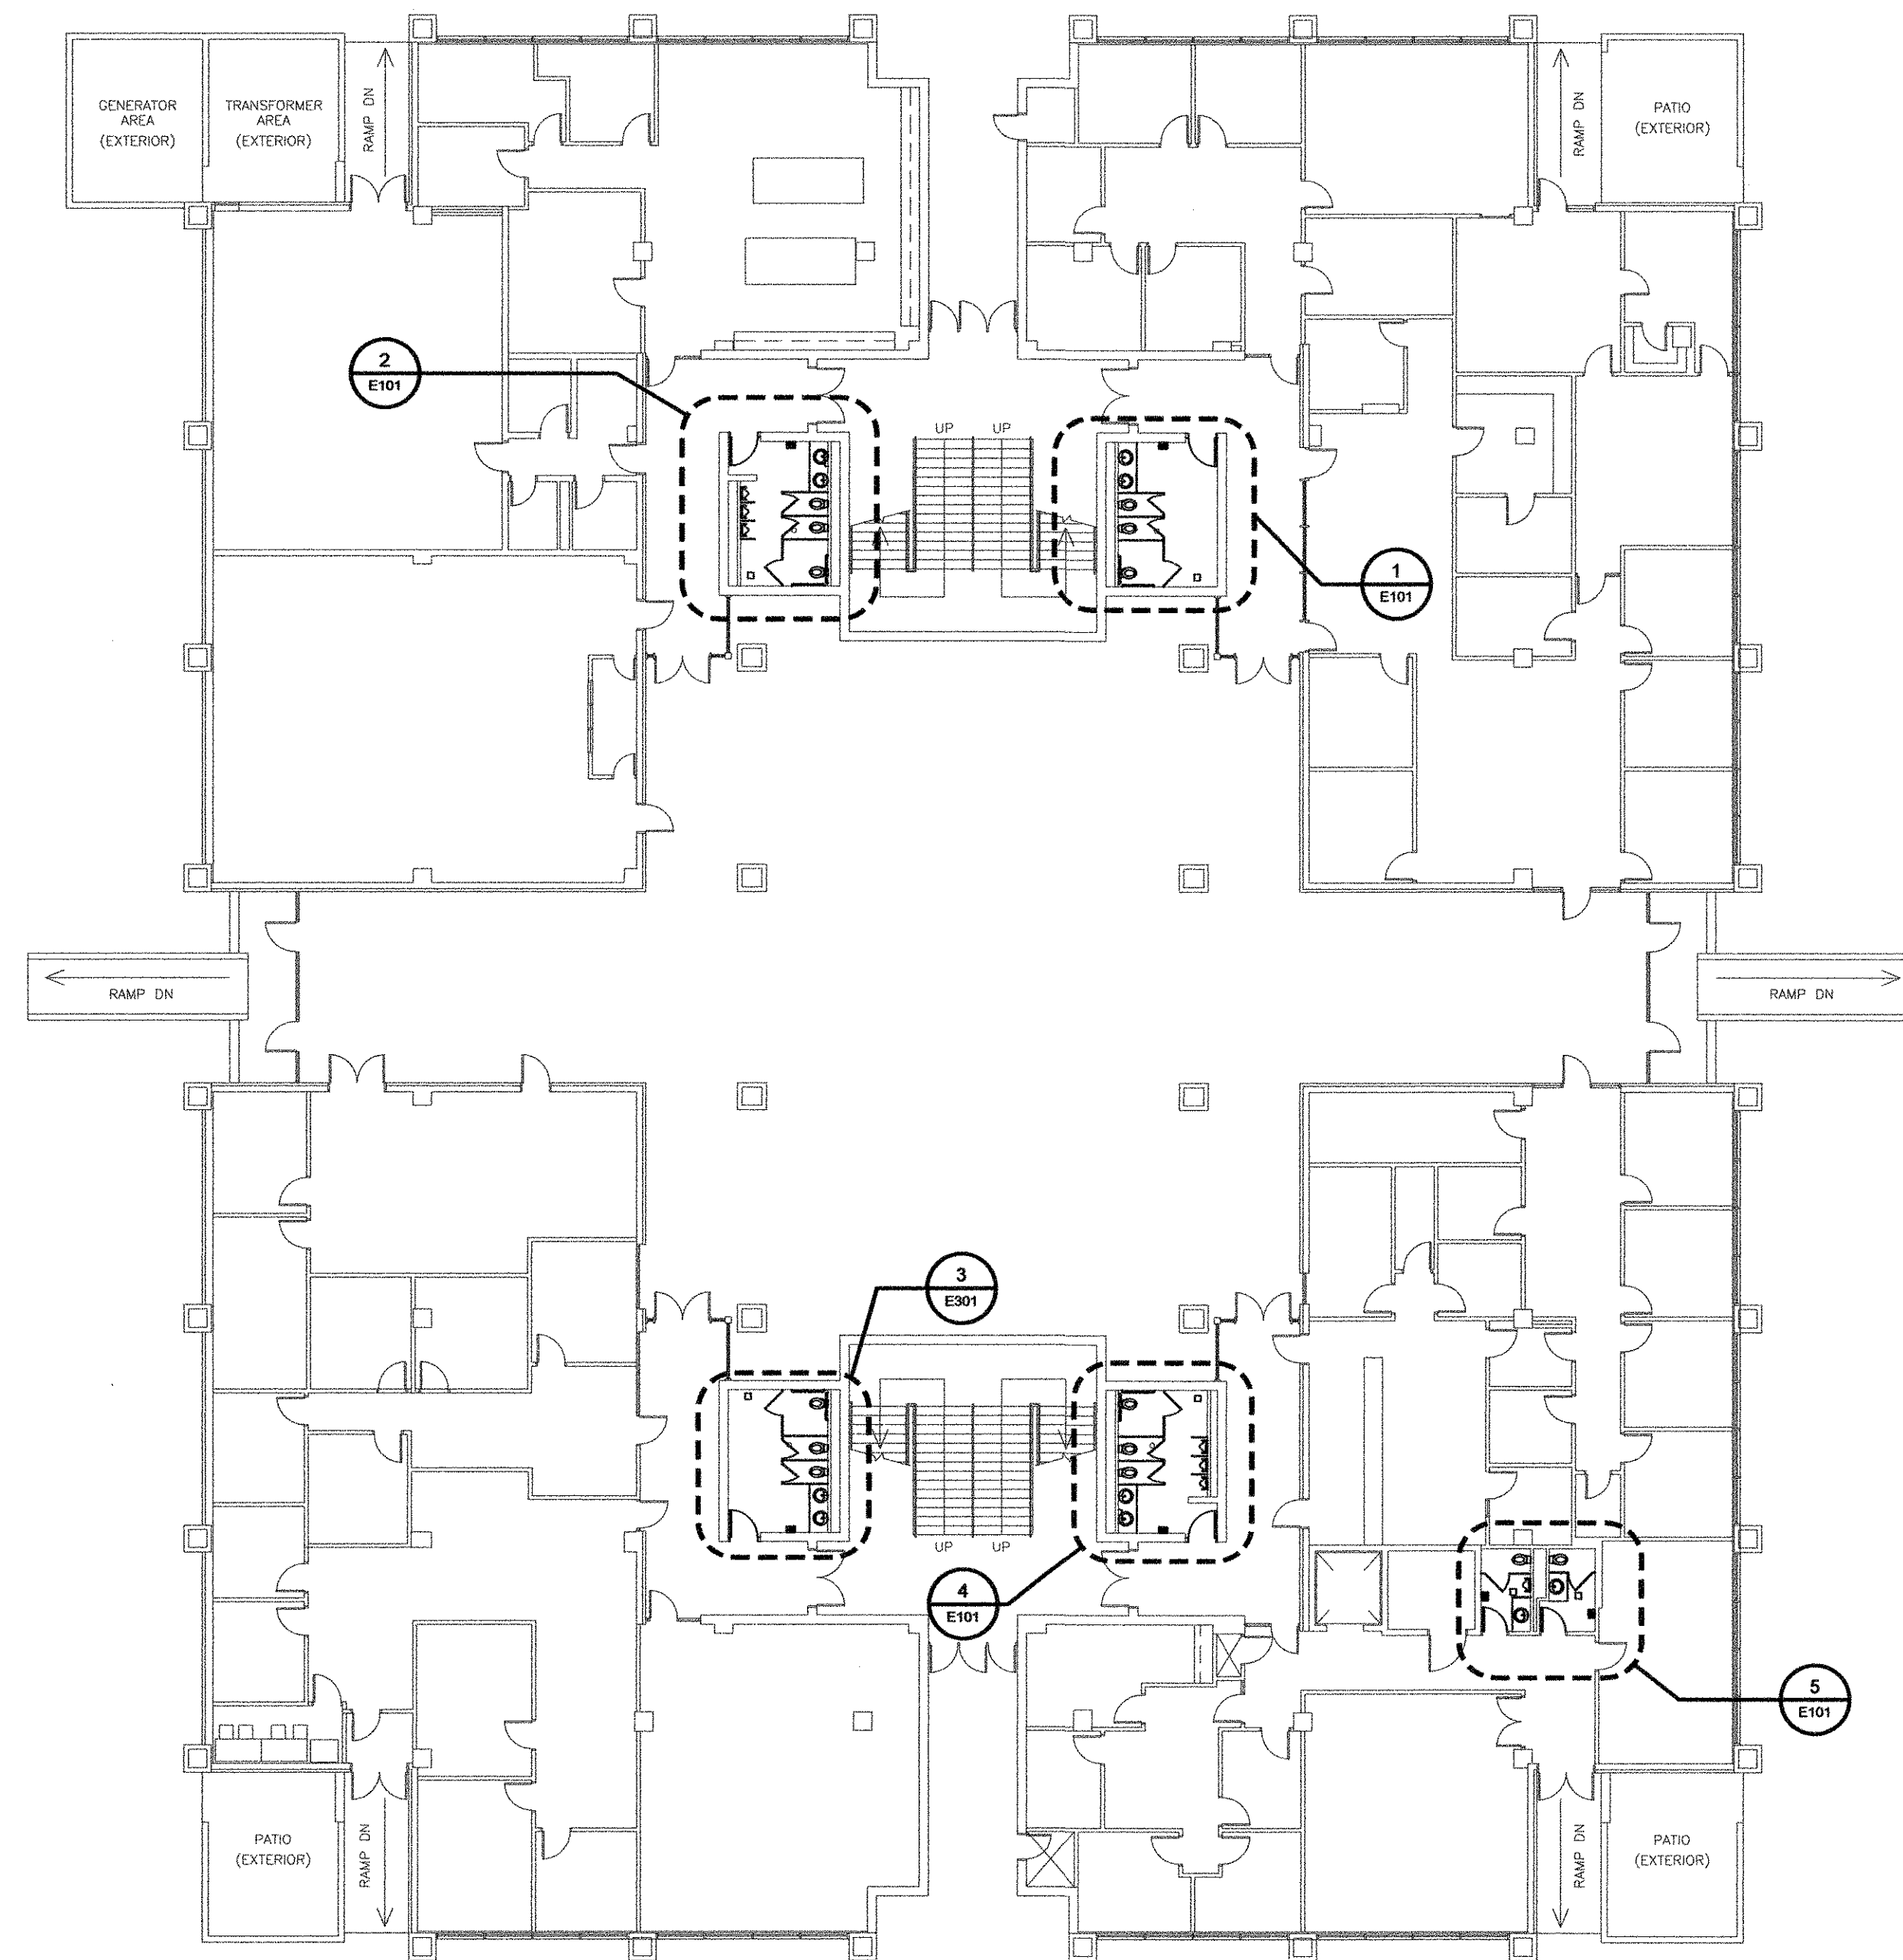 GENERATOR
AREA
(EXTERIOR)
TRANSFORMER
AREA
(EXTERIOR)
RAMP DN
RAMP DN
PATIO
(EXTERIOR)
2
E101
UP
UP
1
E101
RAMP DN
RAMP DN
3
E301
UP
UP
4
E101
5
E101
PATIO
(EXTERIOR)
RAMP DN
RAMP DN
PATIO
(EXTERIOR)